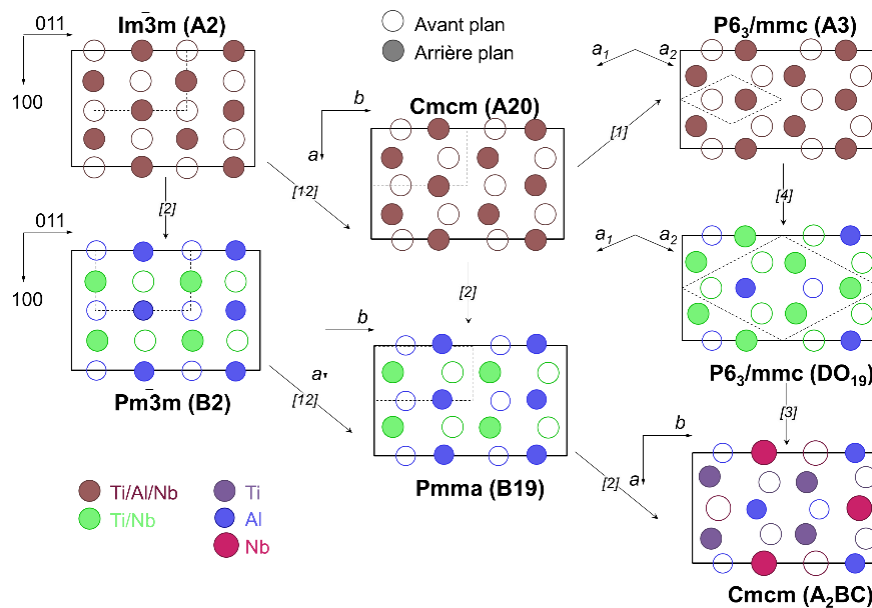 Im3̄m (A2)
011
100
Avant plan
Arrière plan
P6₃/mmc (A3)
a₁
a₂
b
Cmcm (A20)
a
[1]
[12]
[2]
[4]
011
100
a₁
a₂
[2]
b
a
Pm3̄m (B2)
[12]
P6₃/mmc (DO₁₉)
[3]
b
a
Pmma (B19)
[2]
Ti/Al/Nb
Ti
Ti/Nb
Al
Nb
Cmcm (A₂BC)